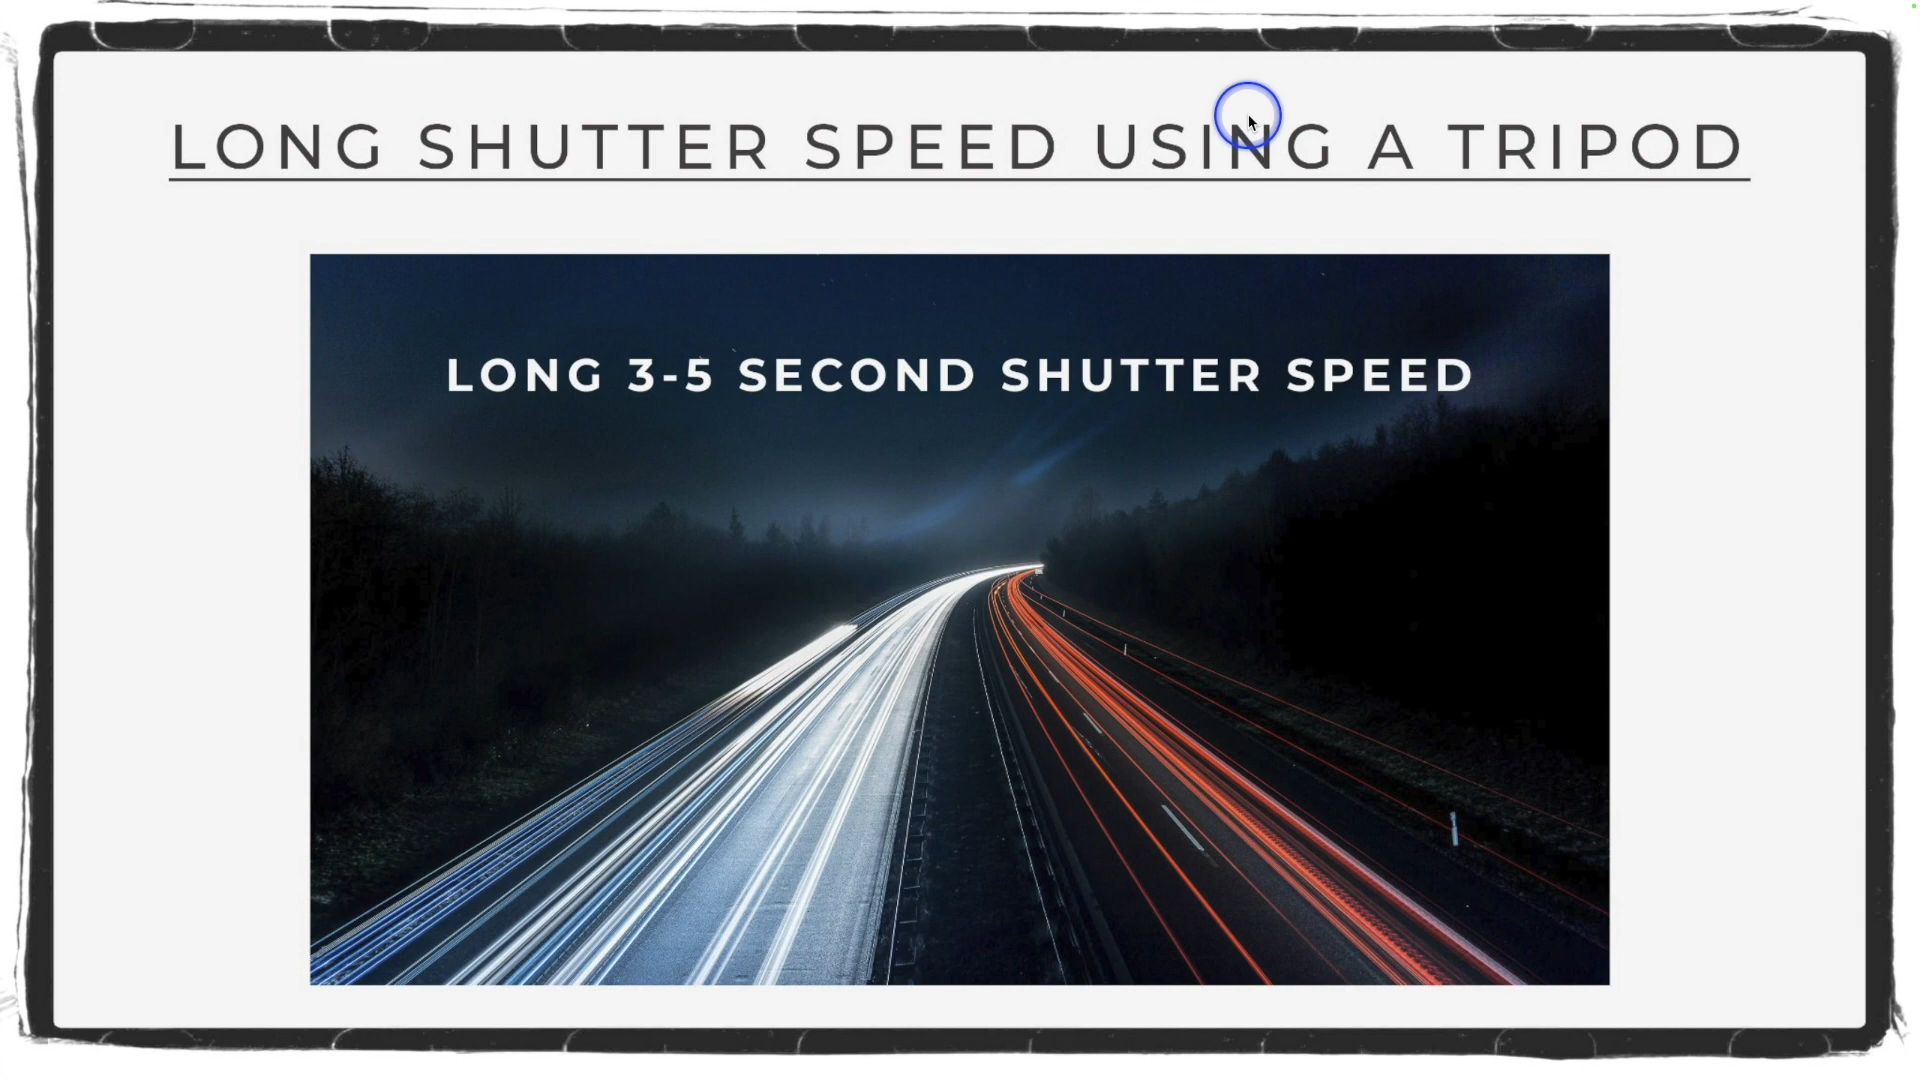 LONG SHUTTER SPEED USING A TRIPOD
LONG 3-5 SECOND SHUTTER SPEED